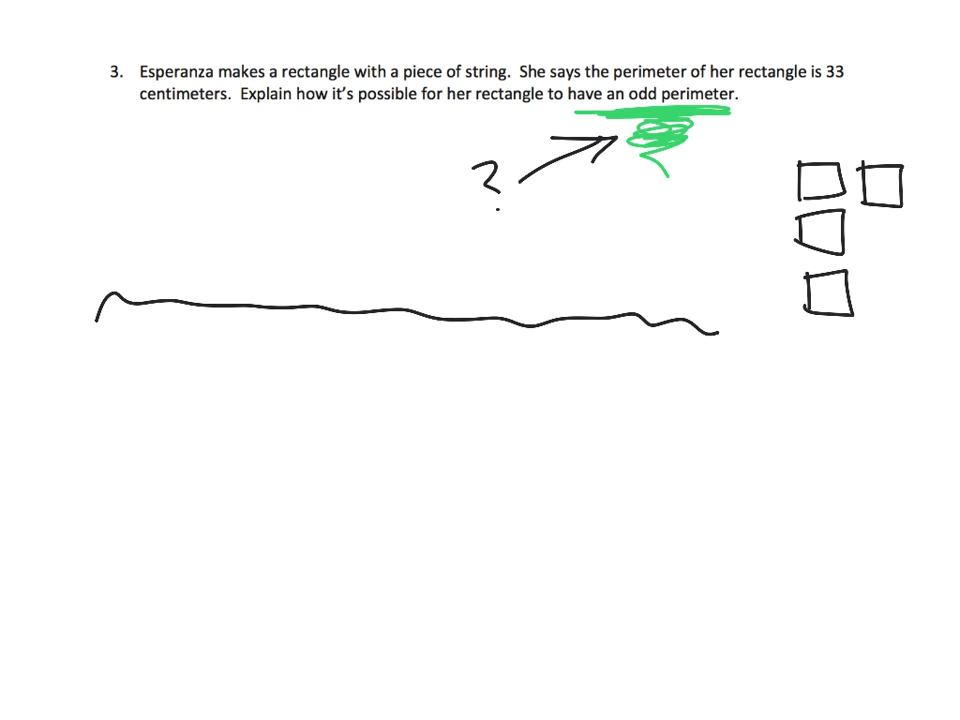 3. Esperanza makes a rectangle with a piece of string. She says the perimeter of her rectangle is 33
centimeters. Explain how it's possible for her rectangle to have an odd perimeter.
?